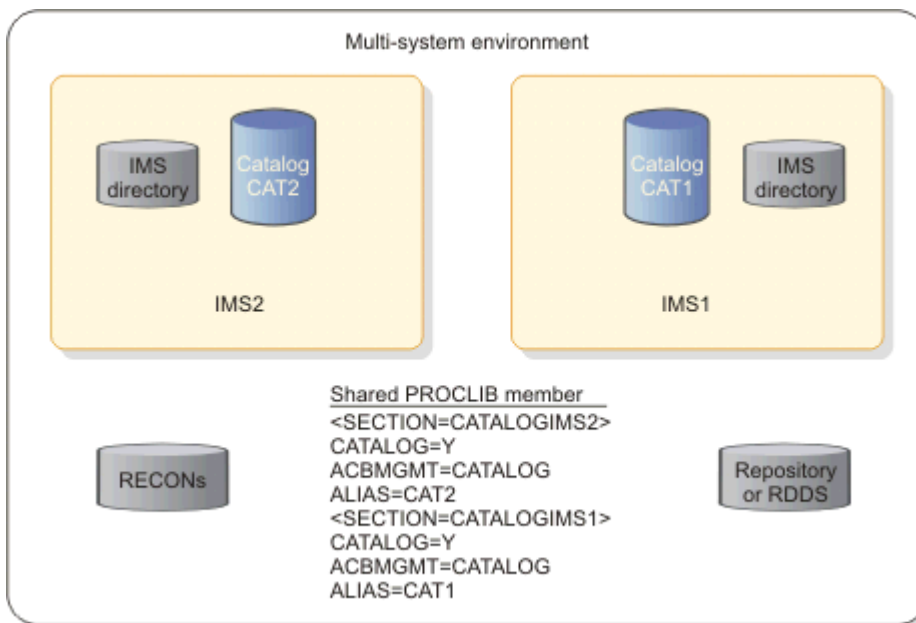 Multi-system environment
IMS
directory
Catalog
CAT2
IMS2
Catalog
CAT1
IMS
directory
IMS1
RECONs
Shared PROCLIB member
<SECTION=CATALOGIMS2>
CATALOG=Y
ACBMGMT=CATALOG
ALIAS=CAT2
<SECTION=CATALOGIMS1>
CATALOG=Y
ACBMGMT=CATALOG
ALIAS=CAT1
Repository
or RDDS